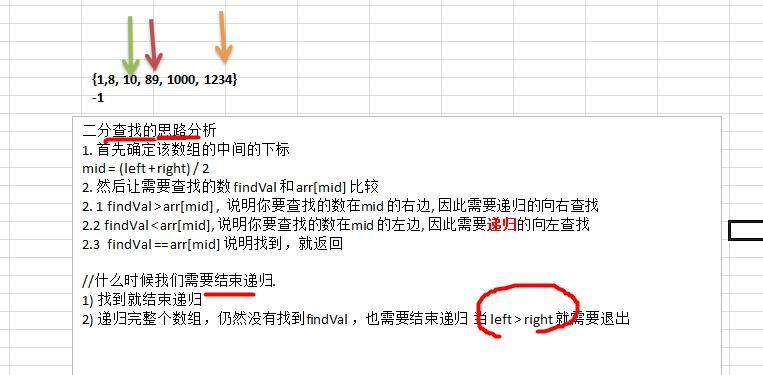 {1,8, 10, 89, 1000, 1234}
-1
二分查找的思路分析
1. 首先确定该数组的中间的下标
mid = (left + right) / 2
2. 然后让需要查找的数 findVal 和 arr[mid] 比较
2. 1 findVal > arr[mid] , 说明你要查找的数在mid 的右边, 因此需要递归的向右查找
2.2 findVal < arr[mid], 说明你要查找的数在mid 的左边, 因此需要递归的向左查找
2.3 findVal == arr[mid] 说明找到，就返回
//什么时候我们需要结束递归.
1) 找到就结束递归
2) 递归完整个数组，仍然没有找到findVal ，也需要结束递归 当 left > right 就需要退出